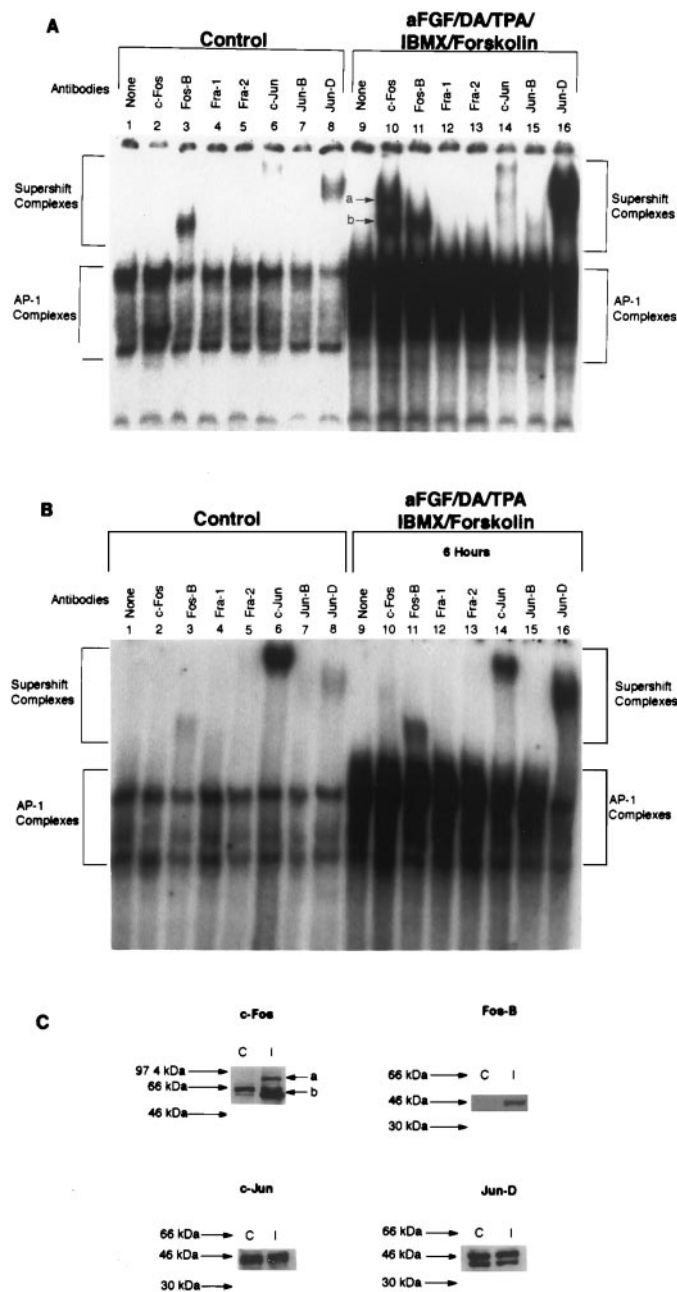 A
Control
aFGF/DA/TPA/
IBMX/Forskolin
Antibodies
None c-Fos Fos-B Fra-1 Fra-2 c-Jun Jun-B Jun-D None c-Fos Fos-B Fra-1 Fra-2 c-Jun Jun-B Jun-D
1 2 3 4 5 6 7 8 9 10 11 12 13 14 15 16
Supershift
Complexes
a
b
Supershift
Complexes
AP-1
Complexes
AP-1
Complexes
B
Control
aFGF/DA/TPA
IBMX/Forskolin
6 Hours
Antibodies
None c-Fos Fos-B Fra-1 Fra-2 c-Jun Jun-B Jun-D None c-Fos Fos-B Fra-1 Fra-2 c-Jun Jun-B Jun-D
1 2 3 4 5 6 7 8 9 10 11 12 13 14 15 16
Supershift
Complexes
Supershift
Complexes
AP-1
Complexes
AP-1
Complexes
C
c-Fos
C I
97 4 kDa
66 kDa
46 kDa
a
b
Fos-B
66 kDa C I
46 kDa
30 kDa
c-Jun
66 kDa C I
46 kDa
30 kDa
Jun-D
66 kDa C I
46 kDa
30 kDa